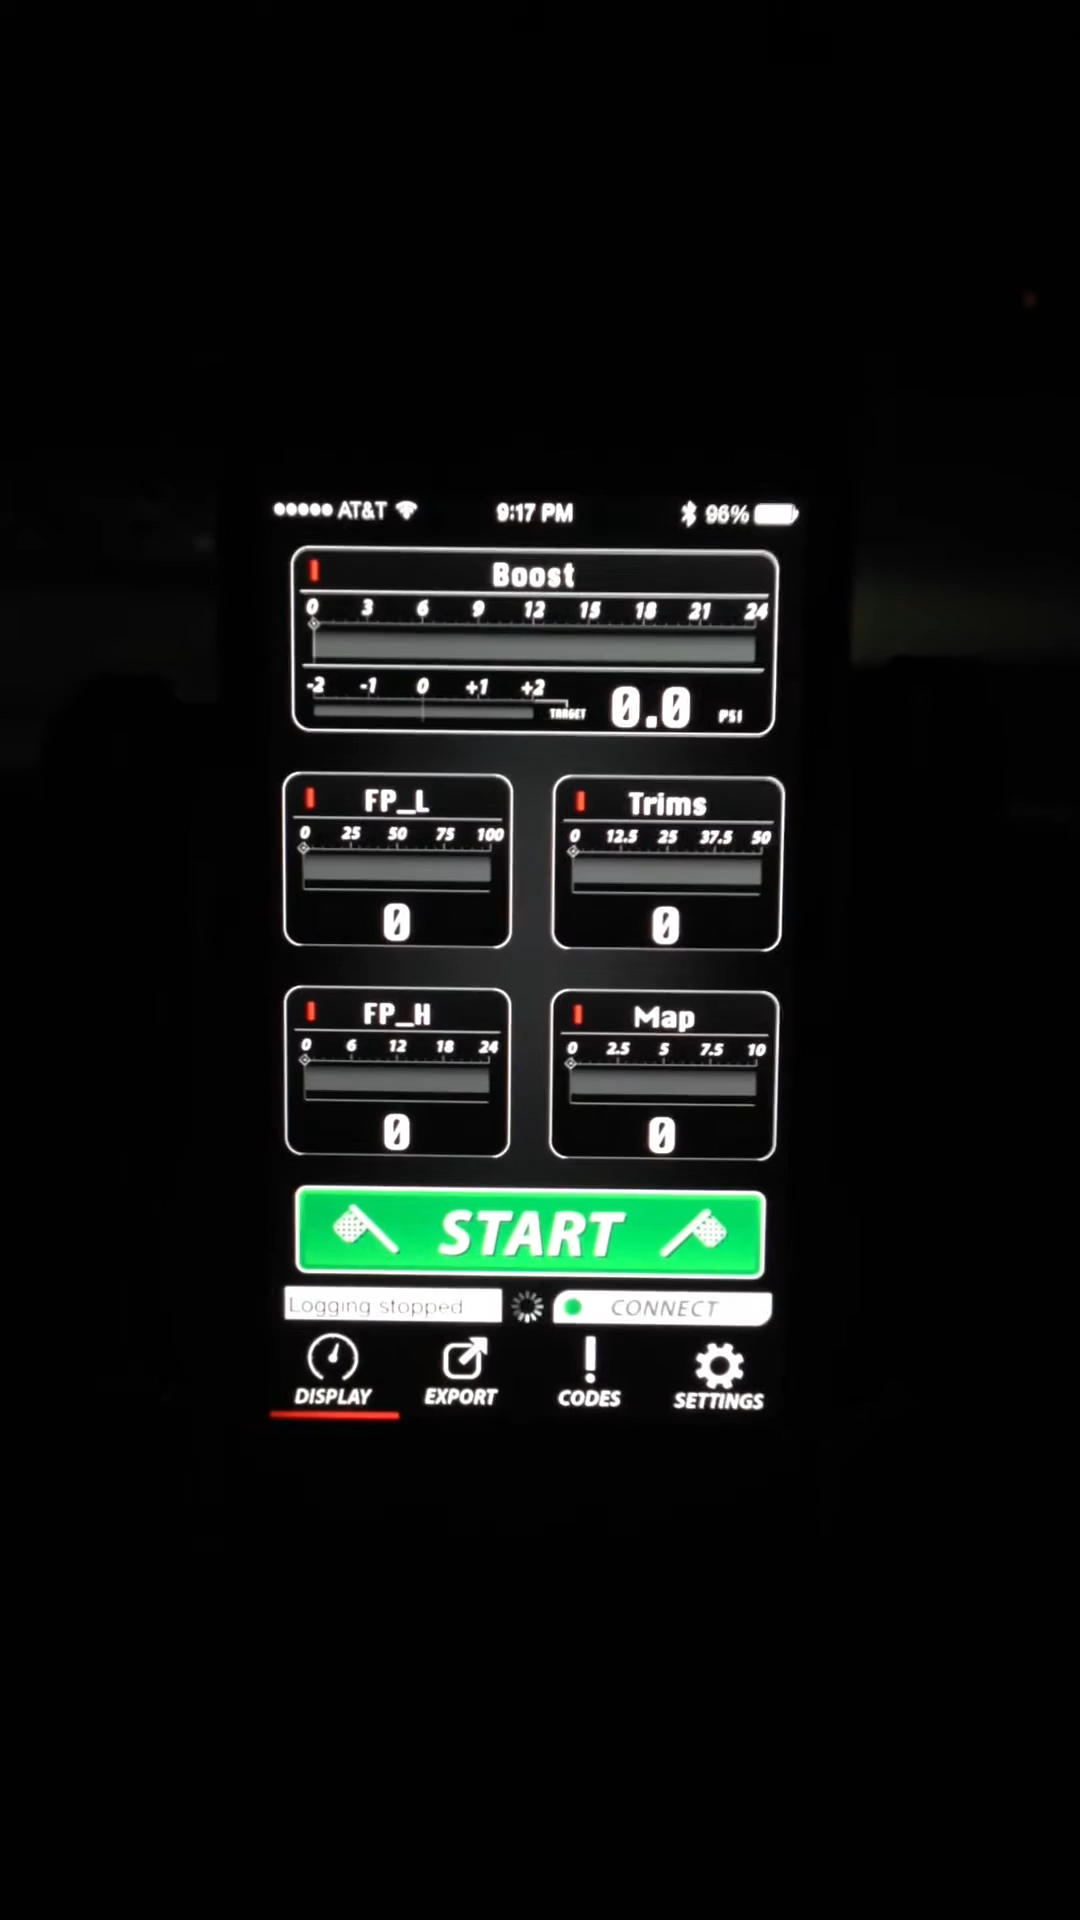 AT&T 9:17 PM 96%
Boost
0 3 6 9 12 15 18 21 24
-2 -1 0 +1 +2
TARGET 0.0 PSI
FP_L
0 25 50 75 100
0
Trims
0 12.5 25 37.5 50
0
FP_H
0 6 12 18 24
0
Map
0 2.5 5 7.5 10
0
START
Logging stopped CONNECT
DISPLAY EXPORT CODES SETTINGS